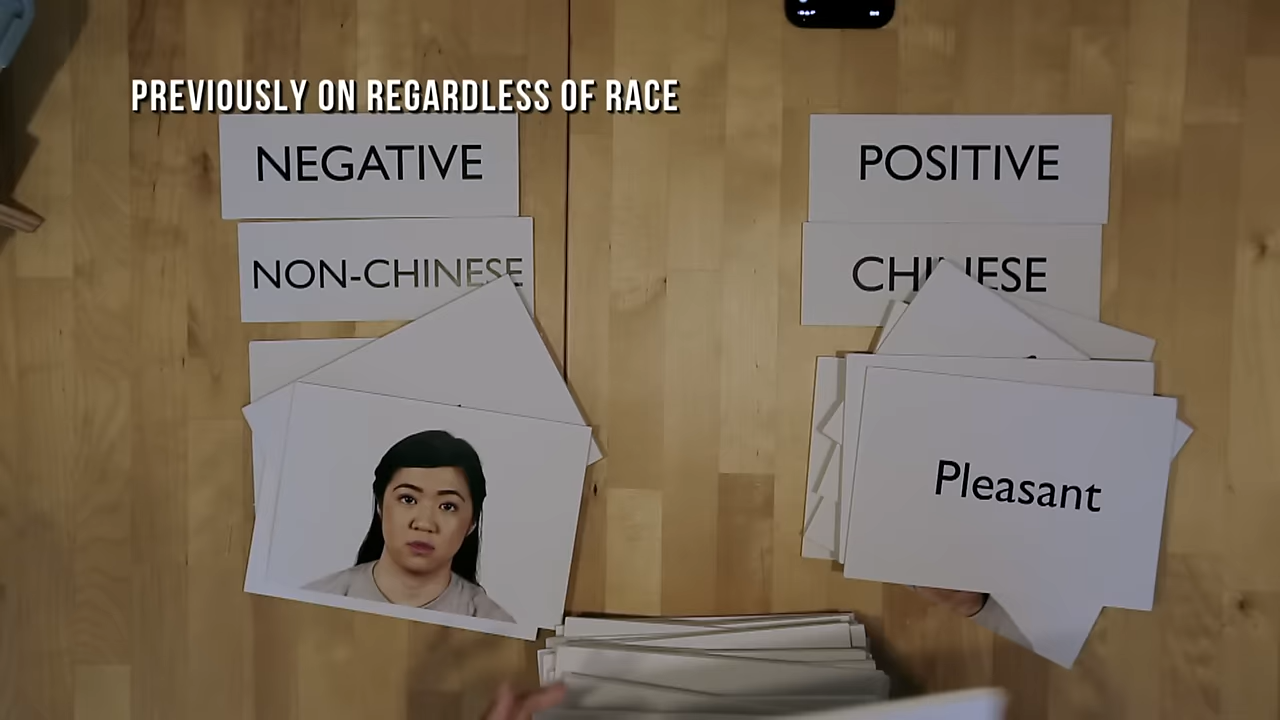 PREVIOUSLY ON REGARDLESS OF RACE
NEGATIVE
POSITIVE
NON-CHINESE
CHINESE
Pleasant